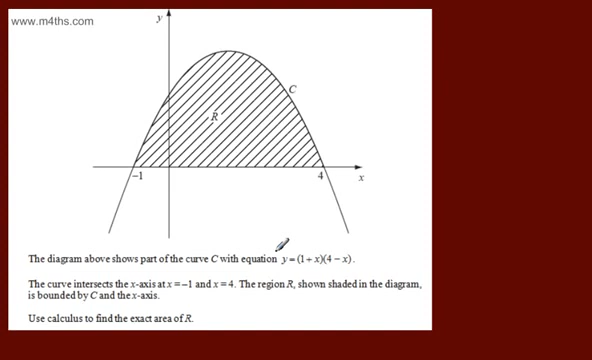 www.m4ths.com
y
C
R
-1
4
x
The diagram above shows part of the curve C with equation y=(1+x)(4−x).
The curve intersects the x-axis at x=−1 and x=4. The region R, shown shaded in the diagram,
is bounded by C and the x-axis.
Use calculus to find the exact area of R.